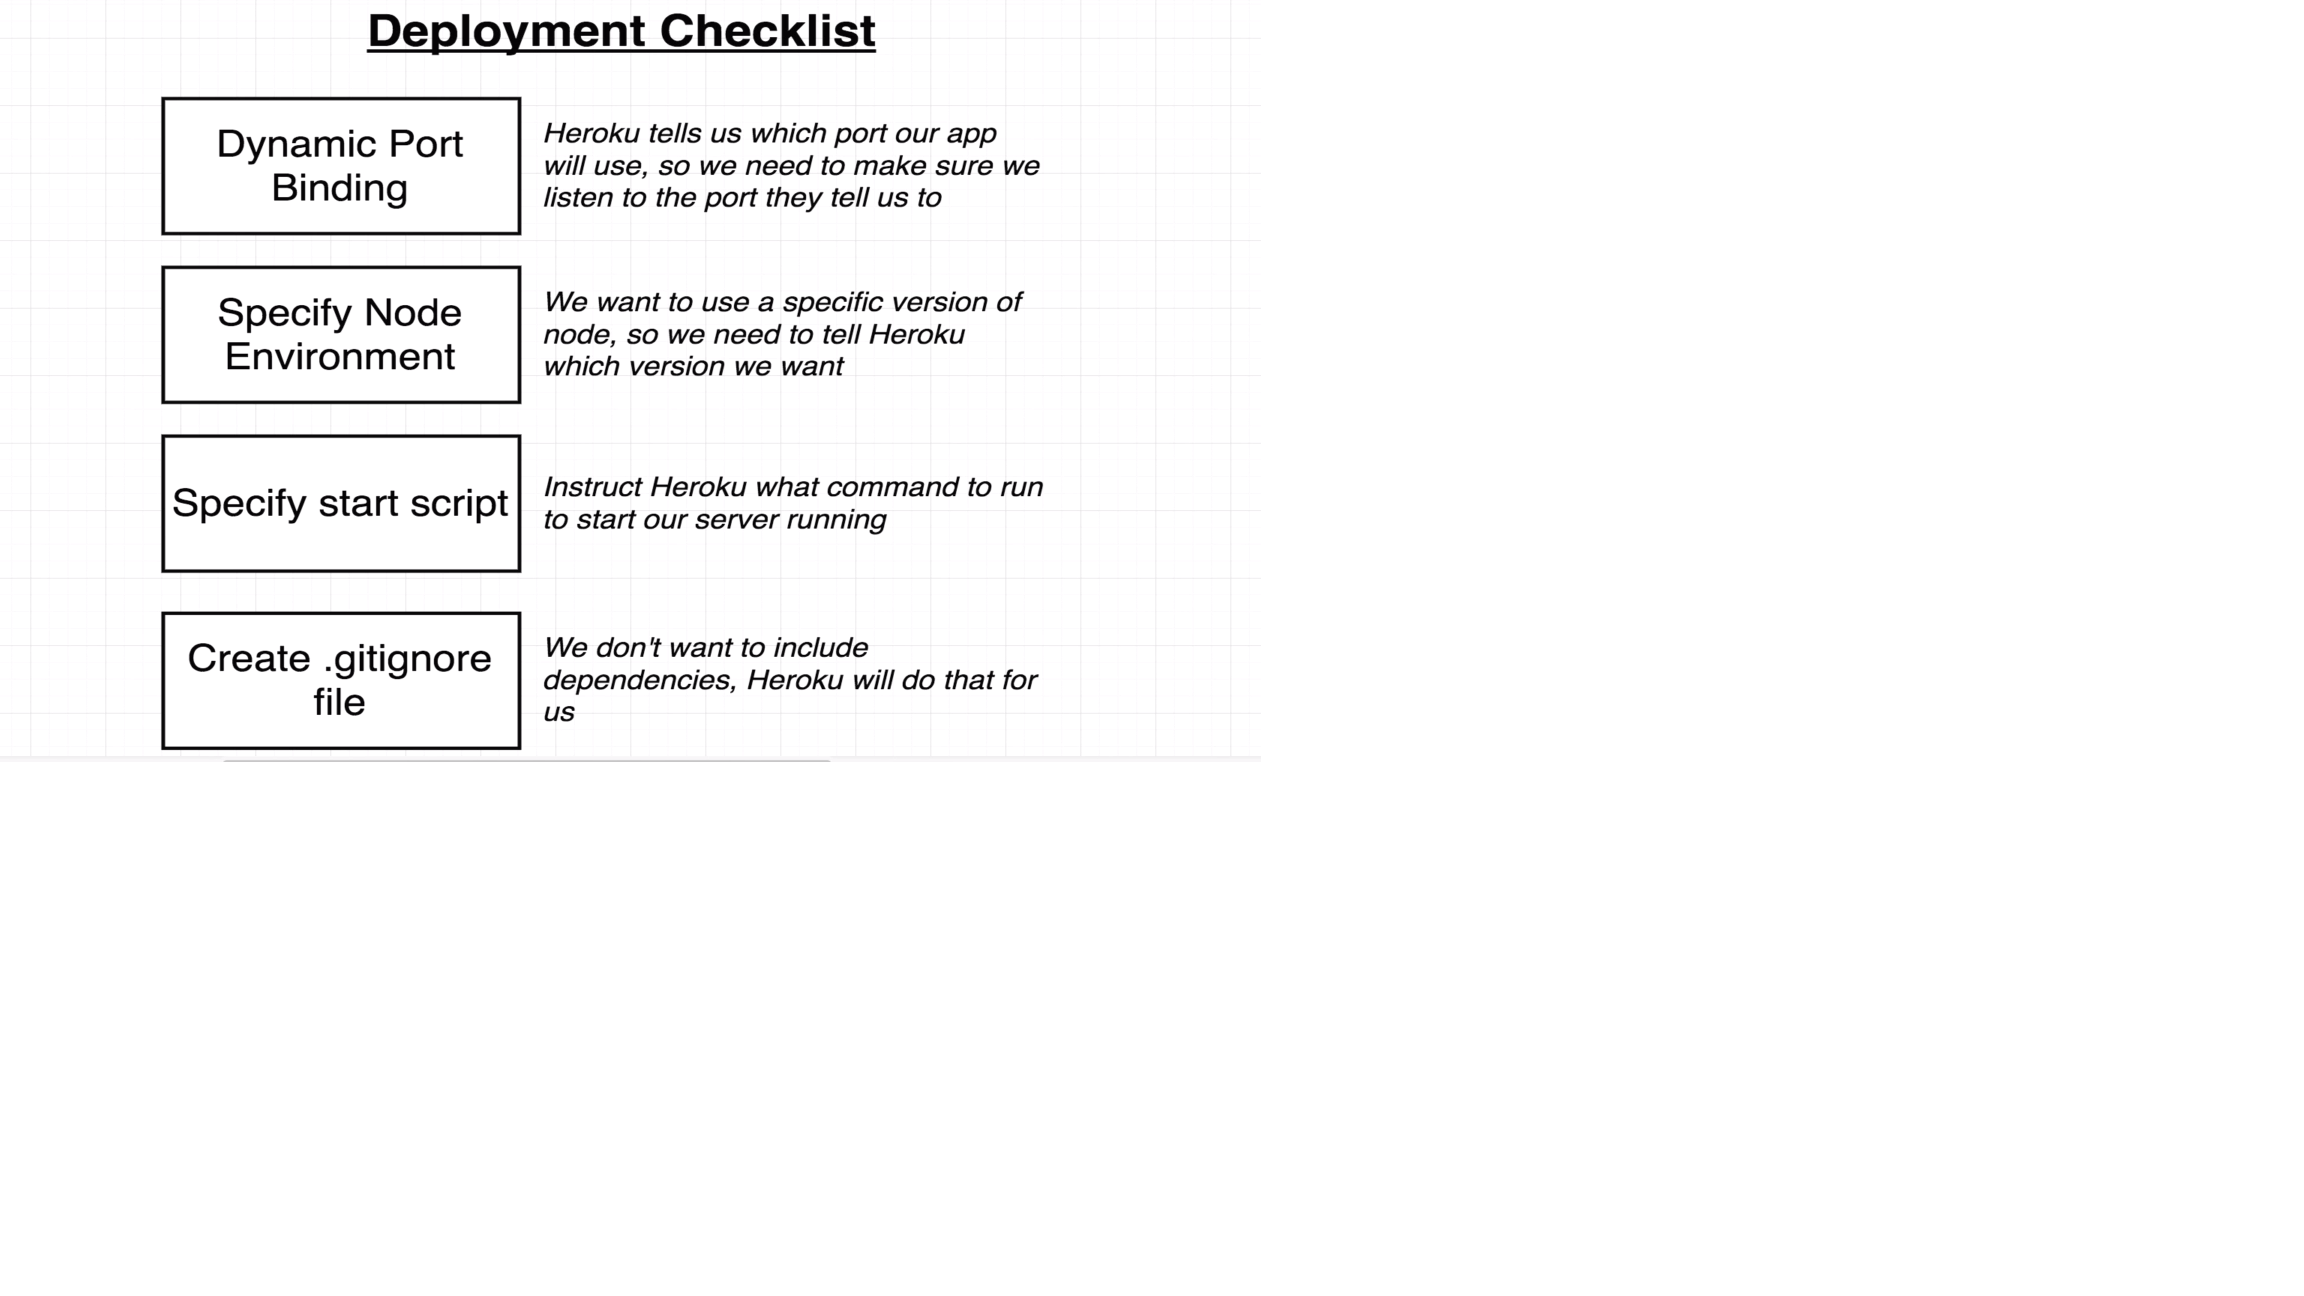 Deployment Checklist
Dynamic Port
Binding
Heroku tells us which port our app
will use, so we need to make sure we
listen to the port they tell us to
Specify Node
Environment
We want to use a specific version of
node, so we need to tell Heroku
which version we want
Specify start script
Instruct Heroku what command to run
to start our server running
Create .gitignore
file
We don't want to include
dependencies, Heroku will do that for
us